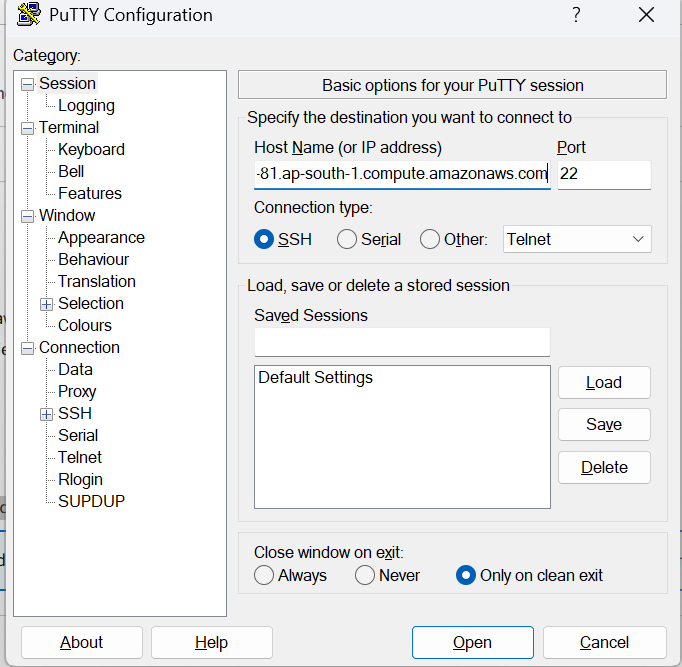 PuTTY Configuration
?
Category:
Session
Logging
Terminal
Keyboard
Bell
Features
Window
Appearance
Behaviour
Translation
Selection
Colours
Connection
Data
Proxy
SSH
Serial
Telnet
Rlogin
SUPDUP
Basic options for your PuTTY session
Specify the destination you want to connect to
Host Name (or IP address) Port
-81.ap-south-1.compute.amazonaws.com 22
Connection type:
SSH Serial Other: Telnet
Load, save or delete a stored session
Saved Sessions
Default Settings
Load
Save
Delete
Close window on exit:
Always Never Only on clean exit
About Help Open Cancel